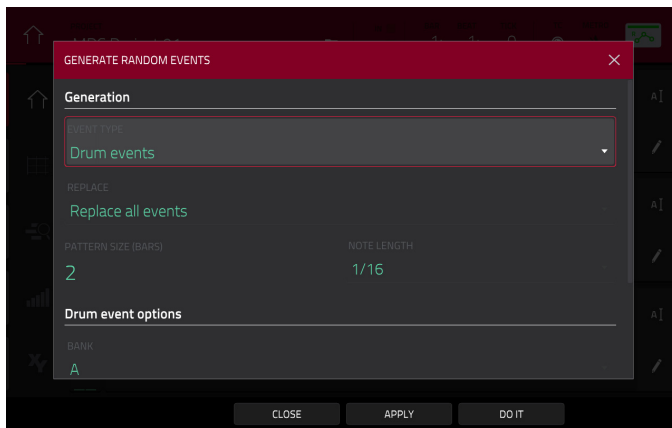 GENERATE RANDOM EVENTS
Generation
EVENT TYPE
Drum events
REPLACE
Replace all events
PATTERN SIZE (BARS)
NOTE LENGTH
2
1/16
Drum event options
BANK
A
CLOSE
APPLY
DO IT